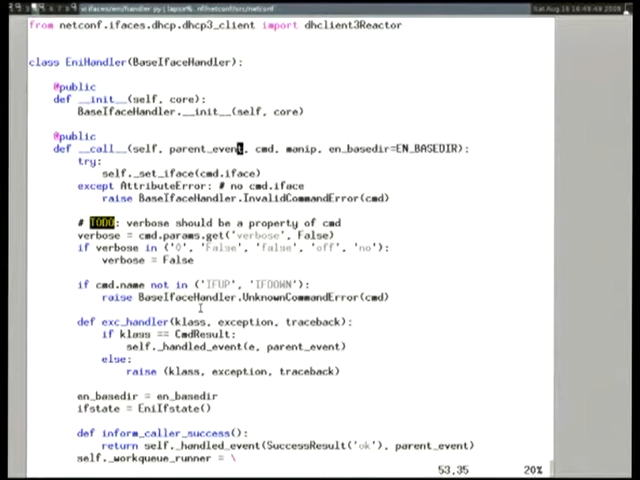 from netconf.ifaces.dhcp.dhcp3_client import dhclient3Reactor
class EniHandler(BaseIfaceHandler):
    @public
    def __init__(self, core):
        BaseIfaceHandler.__init__(self, core)
    @public
    def __call__(self, parent_event, cmd, manip, en_basedir=EN_BASEDIR):
        try:
            self._set_iface(cmd.iface)
        except AttributeError: # no cmd.iface
            raise BaseIfaceHandler.InvalidCommandError(cmd)
        # TODO: verbose should be a property of cmd
        verbose = cmd.params.get('verbose', False)
        if verbose in ('0', 'False', 'false', 'off', 'no'):
            verbose = False
        if cmd.name not in ('IFUP', 'IFDOWN'):
            raise BaseIfaceHandler.UnknownCommandError(cmd)
        def exc_handler(klass, exception, traceback):
            if klass == CmdResult:
                self._handled_event(e, parent_event)
            else:
                raise (klass, exception, traceback)
        en_basedir = en_basedir
        ifstate = EniIfstate()
        def inform_caller_success():
            return self._handled_event(SuccessResult('ok'), parent_event)
        self._workqueue_runner = \
53,35 20%